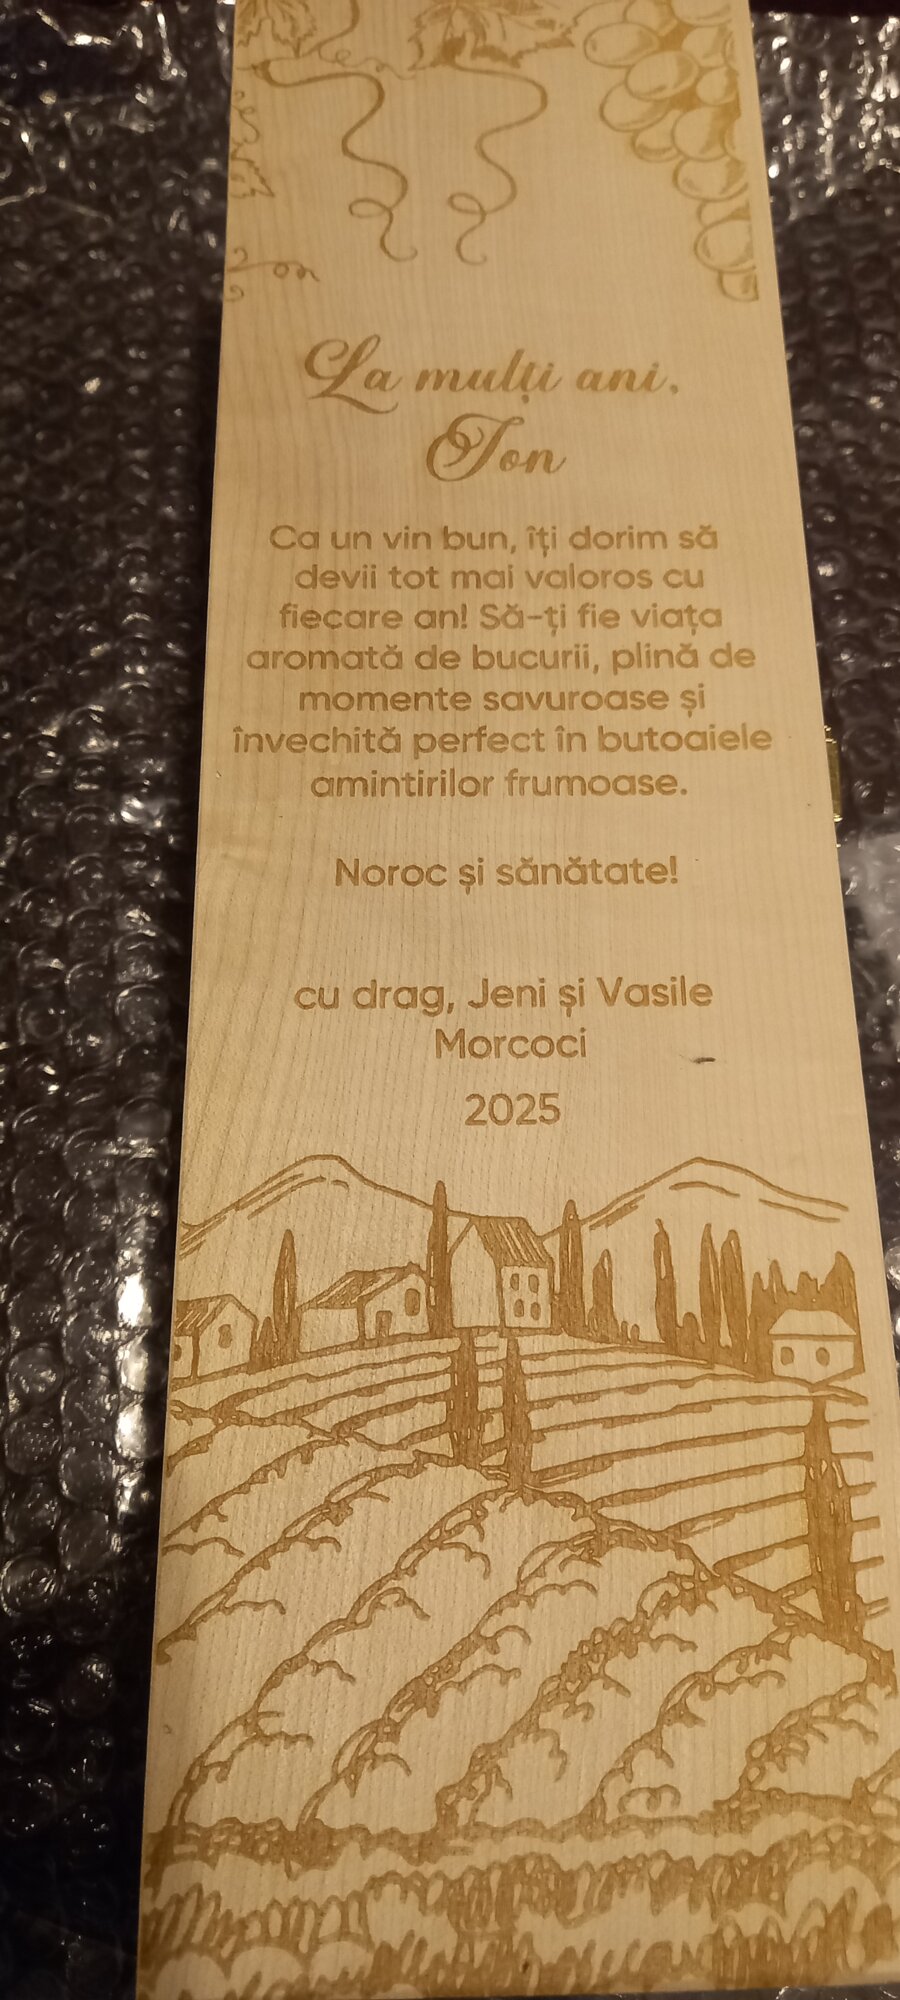 La mulți ani,
Ion
Ca un vin bun, îți dorim să
devii tot mai valoros cu
fiecare an! Să-ți fie viața
aromată de bucurii, plină de
momente savuroase și
învechită perfect în butoaiele
amintirilor frumoase.
Noroc și sănătate!
cu drag, Jeni și Vasile
Morcoci
2025